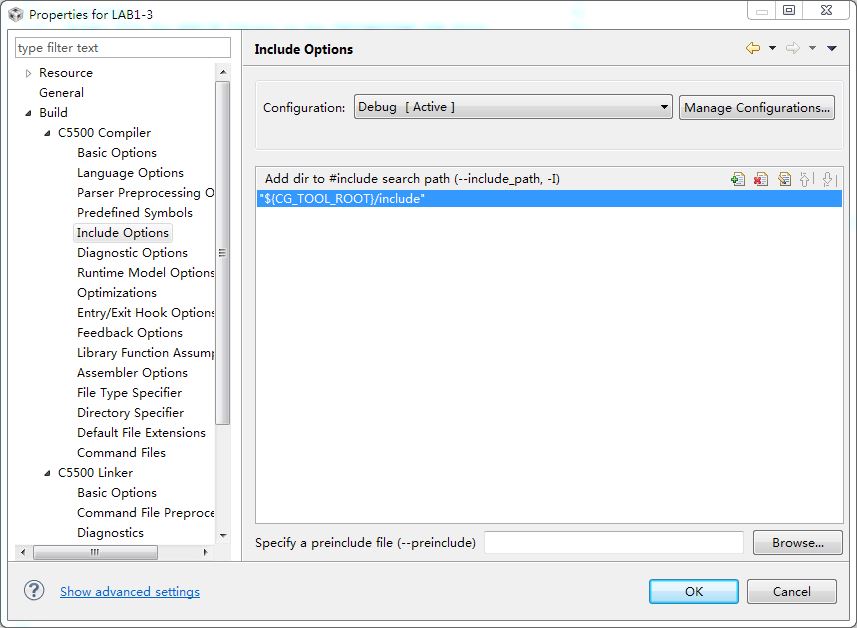 Properties for LAB1-3
type filter text
Resource
General
Build
C5500 Compiler
Basic Options
Language Options
Parser Preprocessing O
Predefined Symbols
Include Options
Diagnostic Options
Runtime Model Options
Optimizations
Entry/Exit Hook Options
Feedback Options
Library Function Assump
Assembler Options
File Type Specifier
Directory Specifier
Default File Extensions
Command Files
C5500 Linker
Basic Options
Command File Preproce
Diagnostics
Include Options
Configuration: Debug [ Active ] Manage Configurations...
Add dir to #include search path (--include_path, -I)
"${CG_TOOL_ROOT}/include"
Specify a preinclude file (--preinclude) Browse...
Show advanced settings
OK Cancel